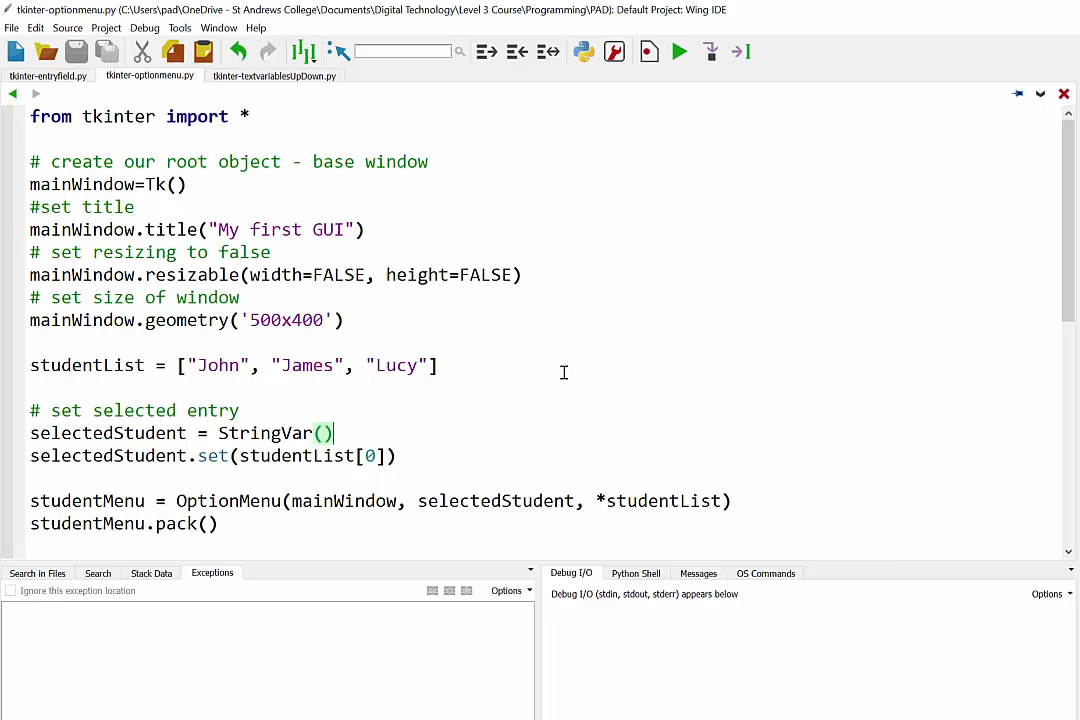 tkinter-optionmenu.py (C:\Users\pad\OneDrive - St Andrews College\Documents\Digital Technology\Level 3 Course\Programming\PAD): Default Project: Wing IDE
File Edit Source Project Debug Tools Window Help
tkinter-entryfield.py tkinter-optionmenu.py tkinter-textvariablesUpDown.py
from tkinter import *
# create our root object - base window
mainWindow=Tk()
#set title
mainWindow.title("My first GUI")
# set resizing to false
mainWindow.resizable(width=FALSE, height=FALSE)
# set size of window
mainWindow.geometry('500x400')
studentList = ["John", "James", "Lucy"]
# set selected entry
selectedStudent = StringVar()
selectedStudent.set(studentList[0])
studentMenu = OptionMenu(mainWindow, selectedStudent, *studentList)
studentMenu.pack()
Search in Files Search Stack Data Exceptions
Debug I/O Python Shell Messages OS Commands
Ignore this exception location Options
Debug I/O (stdin, stdout, stderr) appears below Options